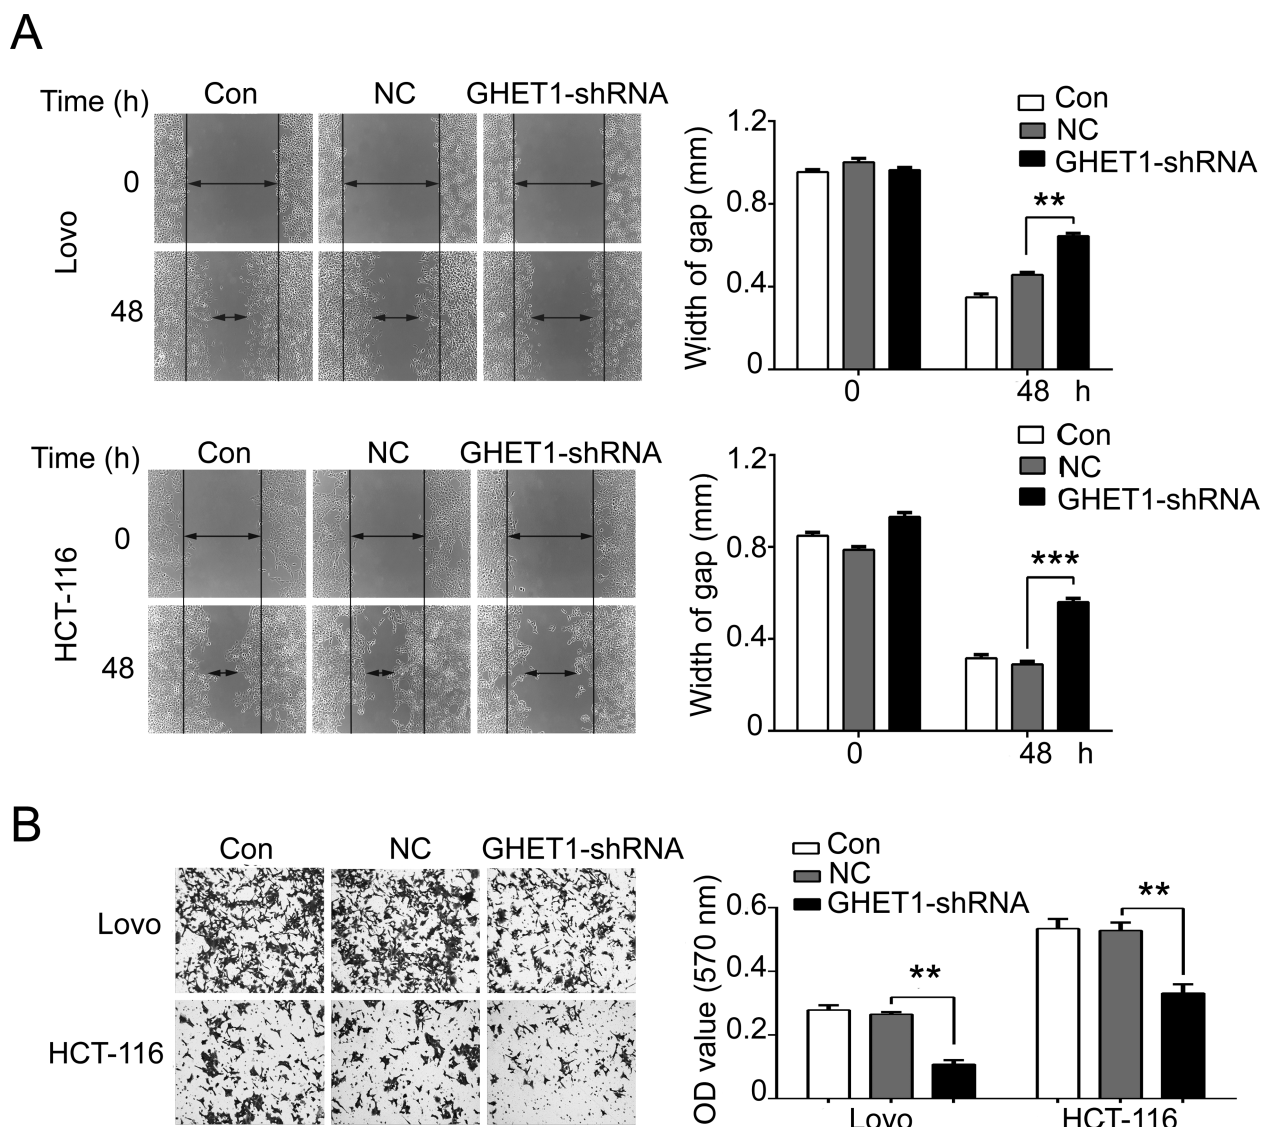 A
Time (h)
Con
NC
GHET1-shRNA
0
Lovo
48
Con
NC
GHET1-shRNA
Width of gap (mm)
1.2
0.8
0.4
0
**
0
48
h
Time (h)
Con
NC
GHET1-shRNA
0
HCT-116
48
Con
NC
GHET1-shRNA
Width of gap (mm)
1.2
0.8
0.4
0
***
0
48
h
B
Con
NC
GHET1-shRNA
Lovo
HCT-116
Con
NC
GHET1-shRNA
OD value (570 nm)
0.6
0.4
0.2
0
**
**
Lovo
HCT-116